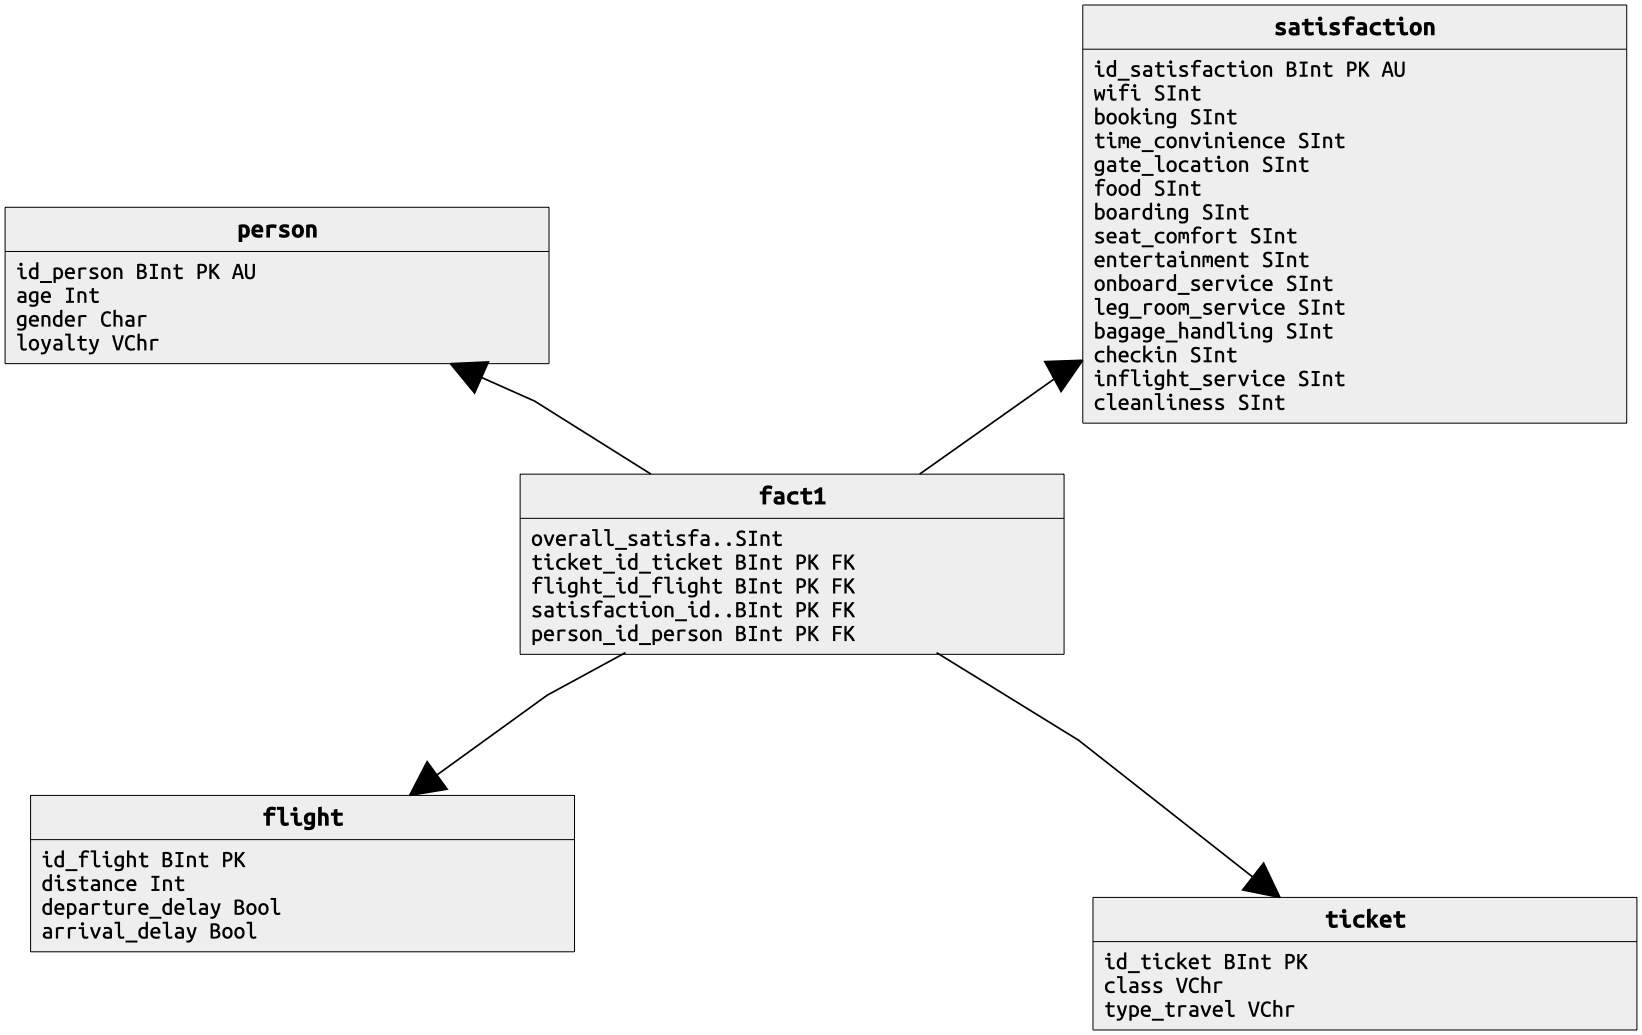 satisfaction
id_satisfaction BInt PK AU
wifi SInt
booking SInt
time_convinience SInt
gate_location SInt
food SInt
boarding SInt
seat_comfort SInt
entertainment SInt
onboard_service SInt
leg_room_service SInt
bagage_handling SInt
checkin SInt
inflight_service SInt
cleanliness SInt
person
id_person BInt PK AU
age Int
gender Char
loyalty VChr
fact1
overall_satisfa..SInt
ticket_id_ticket BInt PK FK
flight_id_flight BInt PK FK
satisfaction_id..BInt PK FK
person_id_person BInt PK FK
flight
id_flight BInt PK
distance Int
departure_delay Bool
arrival_delay Bool
ticket
id_ticket BInt PK
class VChr
type_travel VChr